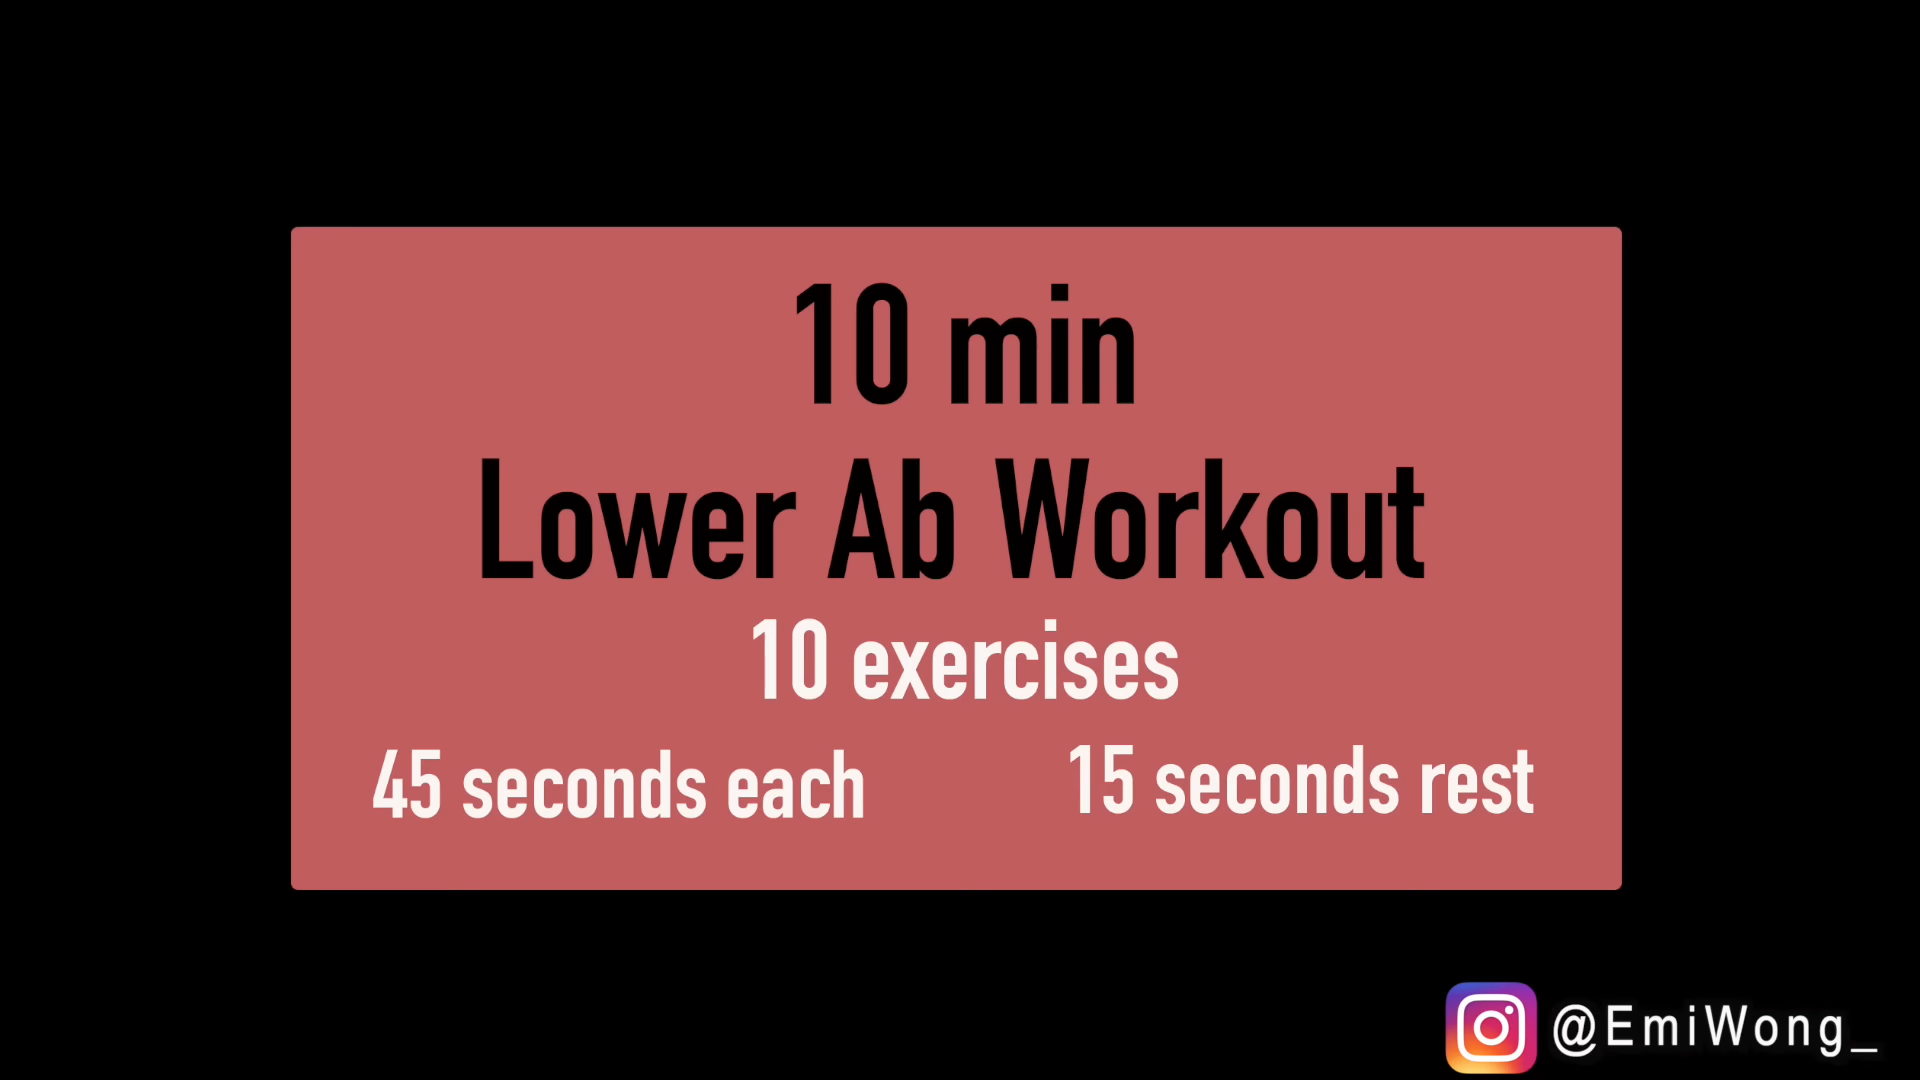 10 min
Lower Ab Workout
10 exercises
45 seconds each
15 seconds rest
@EmiWong_